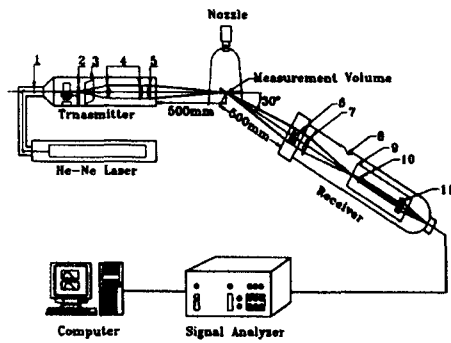 Nozzle
1 2 3 4 5
Measurement Volume
30°
Trnasmitter
500mm
500mm
6
7
8
9
10
11
He-Ne Laser
Receiver
Computer
Signal Analyzer